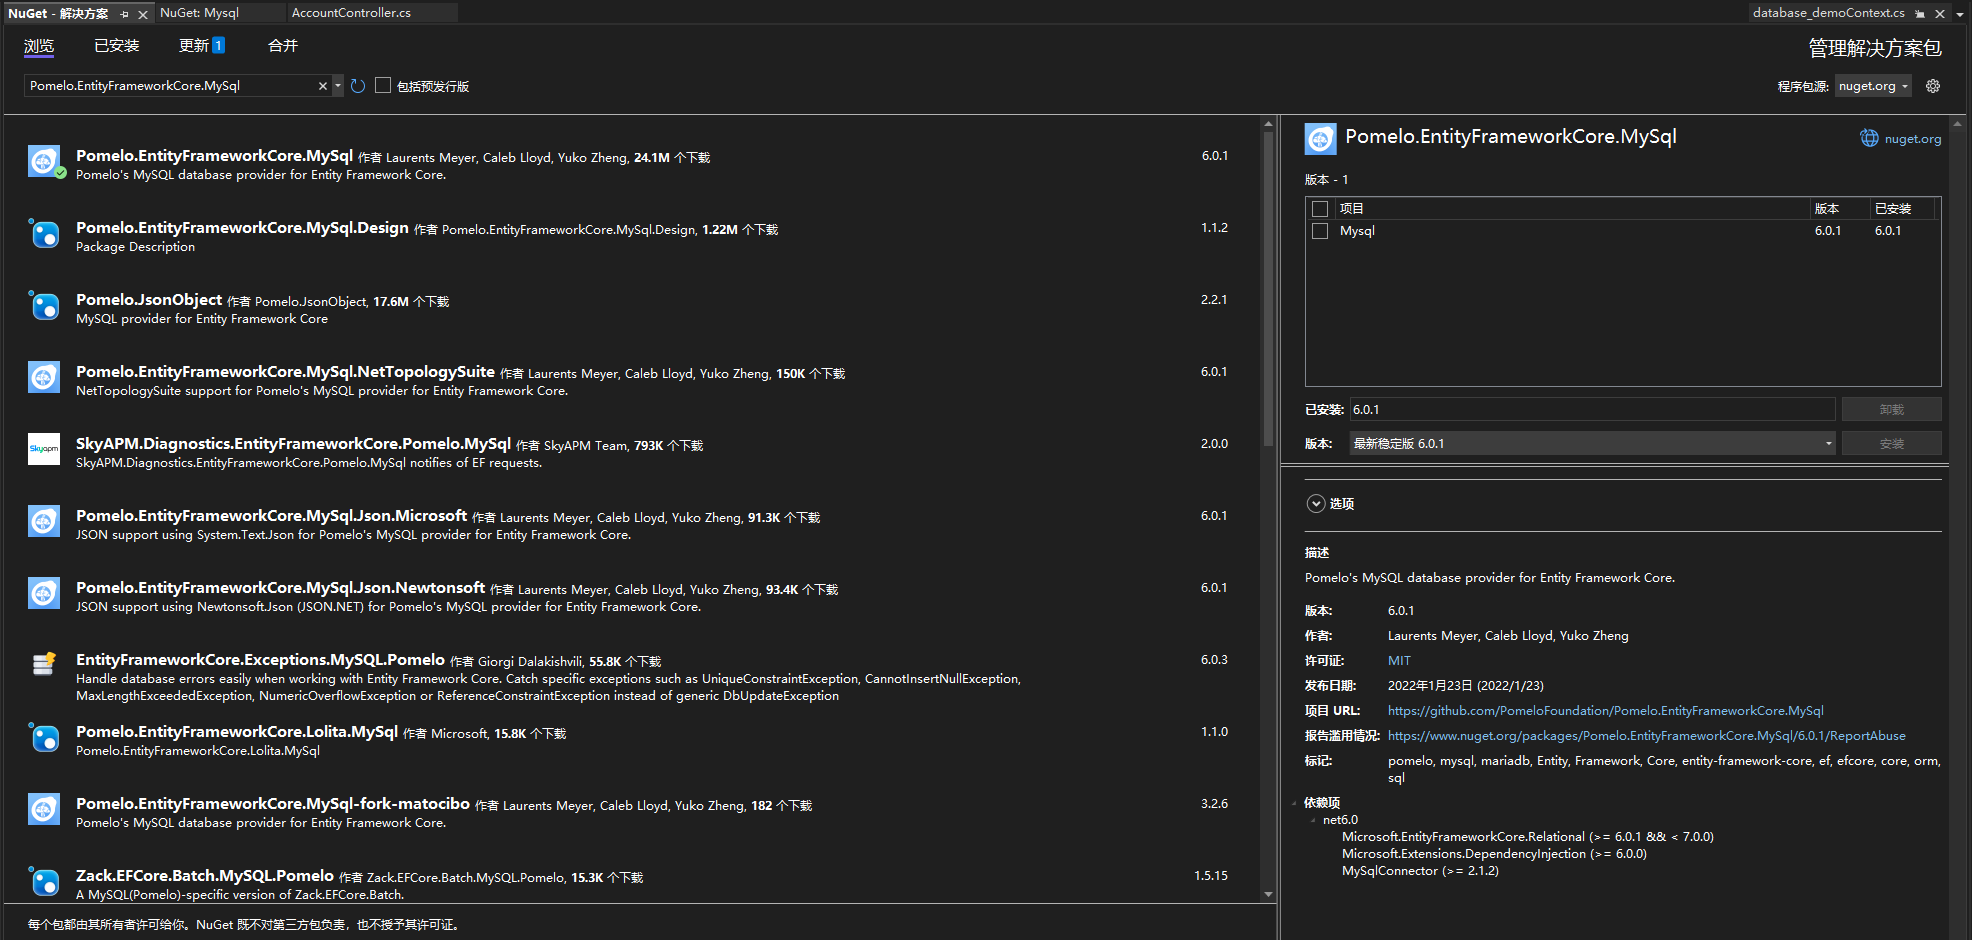 NuGet - 解决方案
NuGet: Mysql
AccountController.cs
database_demoContext.cs
浏览
已安装
更新 1
合并
管理解决方案包
Pomelo.EntityFrameworkCore.MySql
包括预发行版
程序包源: nuget.org
Pomelo.EntityFrameworkCore.MySql 作者 Laurents Meyer, Caleb Lloyd, Yuko Zheng, 24.1M 个下载
6.0.1
Pomelo's MySQL database provider for Entity Framework Core.
Pomelo.EntityFrameworkCore.MySql.Design 作者 Pomelo.EntityFrameworkCore.MySql.Design, 1.22M 个下载
1.1.2
Package Description
Pomelo.JsonObject 作者 Pomelo.JsonObject, 17.6M 个下载
2.2.1
MySQL provider for Entity Framework Core
Pomelo.EntityFrameworkCore.MySql.NetTopologySuite 作者 Laurents Meyer, Caleb Lloyd, Yuko Zheng, 150K 个下载
6.0.1
NetTopologySuite support for Pomelo's MySQL provider for Entity Framework Core.
Skyapm
SkyAPM.Diagnostics.EntityFrameworkCore.Pomelo.MySql 作者 SkyAPM Team, 793K 个下载
2.0.0
SkyAPM.Diagnostics.EntityFrameworkCore.Pomelo.MySql notifies of EF requests.
Pomelo.EntityFrameworkCore.MySql.Json.Microsoft 作者 Laurents Meyer, Caleb Lloyd, Yuko Zheng, 91.3K 个下载
6.0.1
JSON support using System.Text.Json for Pomelo's MySQL provider for Entity Framework Core.
Pomelo.EntityFrameworkCore.MySql.Json.Newtonsoft 作者 Laurents Meyer, Caleb Lloyd, Yuko Zheng, 93.4K 个下载
6.0.1
JSON support using Newtonsoft.Json (JSON.NET) for Pomelo's MySQL provider for Entity Framework Core.
EntityFrameworkCore.Exceptions.MySQL.Pomelo 作者 Giorgi Dalakishvili, 55.8K 个下载
6.0.3
Handle database errors easily when working with Entity Framework Core. Catch specific exceptions such as UniqueConstraintException, CannotInsertNullException,
MaxLengthExceededException, NumericOverflowException or ReferenceConstraintException instead of generic DbUpdateException
Pomelo.EntityFrameworkCore.Lolita.MySql 作者 Microsoft, 15.8K 个下载
1.1.0
Pomelo.EntityFrameworkCore.Lolita.MySql
Pomelo.EntityFrameworkCore.MySql-fork-matocibo 作者 Laurents Meyer, Caleb Lloyd, Yuko Zheng, 182 个下载
3.2.6
Pomelo's MySQL database provider for Entity Framework Core.
Zack.EFCore.Batch.MySQL.Pomelo 作者 Zack.EFCore.Batch.MySQL.Pomelo, 15.3K 个下载
1.5.15
A MySQL(Pomelo)-specific version of Zack.EFCore.Batch.
每个包都由其所有者许可给你。NuGet 既不对第三方包负责，也不授予其许可证。
Pomelo.EntityFrameworkCore.MySql
nuget.org
版本 - 1
项目 版本 已安装
Mysql 6.0.1 6.0.1
已安装: 6.0.1 卸载
版本: 最新稳定版 6.0.1 安装
选项
描述
Pomelo's MySQL database provider for Entity Framework Core.
版本: 6.0.1
作者: Laurents Meyer, Caleb Lloyd, Yuko Zheng
许可证: MIT
发布日期: 2022年1月23日 (2022/1/23)
项目 URL: https://github.com/PomeloFoundation/Pomelo.EntityFrameworkCore.MySql
报告滥用情况: https://www.nuget.org/packages/Pomelo.EntityFrameworkCore.MySql/6.0.1/ReportAbuse
标记: pomelo, mysql, mariadb, Entity, Framework, Core, entity-framework-core, ef, efcore, core, orm,
sql
依赖项
net6.0
Microsoft.EntityFrameworkCore.Relational (>= 6.0.1 && < 7.0.0)
Microsoft.Extensions.DependencyInjection (>= 6.0.0)
MySqlConnector (>= 2.1.2)